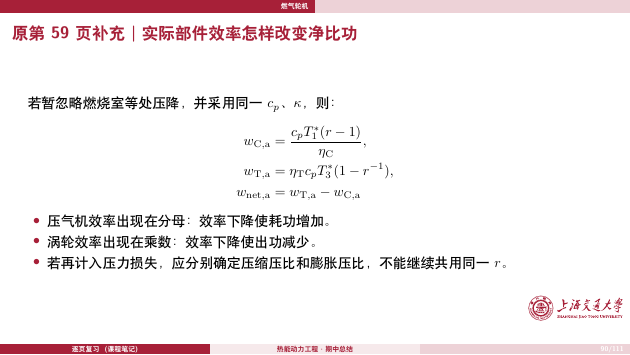 燃气轮机
原第 59 页补充 | 实际部件效率怎样改变净比功
若暂忽略燃烧室等处压降，并采用同一 c_p、κ，则：
w_{C,a} = \frac{c_p T_1^*(r − 1)}{η_C},
w_{T,a} = η_T c_p T_3^*(1 − r^{−1}),
w_{net,a} = w_{T,a} − w_{C,a}
• 压气机效率出现在分母：效率下降使耗功增加。
• 涡轮效率出现在乘数：效率下降使出功减少。
• 若再计入压力损失，应分别确定压缩压比和膨胀压比，不能继续共用同一 r。
上海交通大学
SHANGHAI JIAO TONG UNIVERSITY
逐页复习（课程笔记） 热能动力工程 · 期中总结